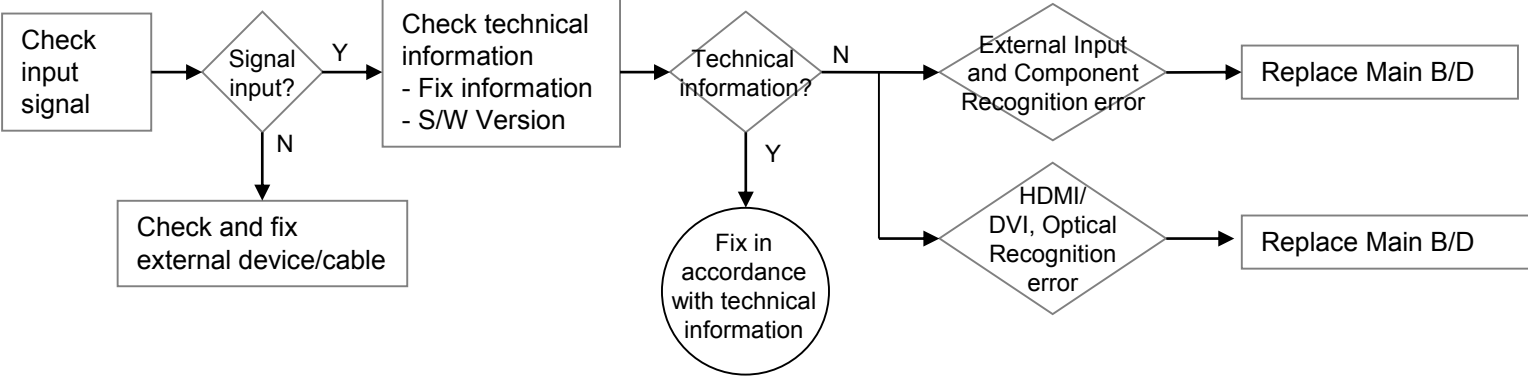 Check
input
signal
Signal
input?
Y
N
Check and fix
external device/cable
Check technical
information
- Fix information
- S/W Version
Technical
information?
N
Y
Fix in
accordance
with technical
information
External Input
and Component
Recognition error
Replace Main B/D
HDMI/
DVI, Optical
Recognition
error
Replace Main B/D